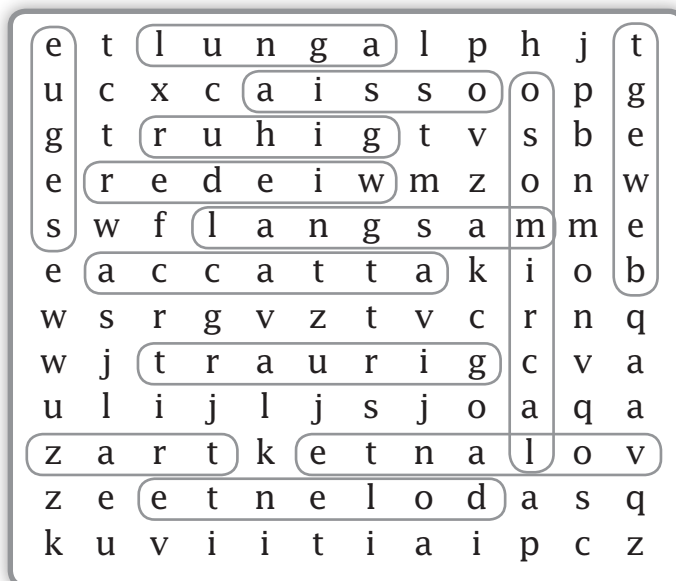 e t l u n g a l p h j t
u c x c a i s s o o p g
g t r u h i g t v s b e
e r e d e i w m z o n w
s w f l a n g s a m m e
e a c c a t t a k i o b
w s r g v z t v c r n q
w j t r a u r i g c v a
u l i j l j s j o a q a
z a r t k e t n a l o v
z e e t n e l o d a s q
k u v i i t i a i p c z